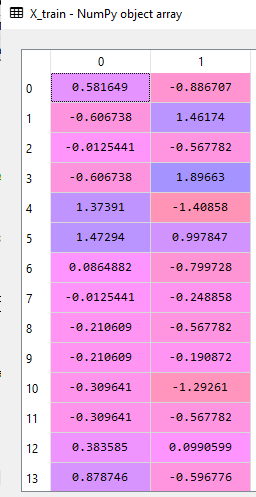 X_train - NumPy object array
0 1
0 0.581649 -0.886707
1 -0.606738 1.46174
2 -0.0125441 -0.567782
3 -0.606738 1.89663
4 1.37391 -1.40858
5 1.47294 0.997847
6 0.0864882 -0.799728
7 -0.0125441 -0.248858
8 -0.210609 -0.567782
9 -0.210609 -0.190872
10 -0.309641 -1.29261
11 -0.309641 -0.567782
12 0.383585 0.0990599
13 0.878746 -0.596776